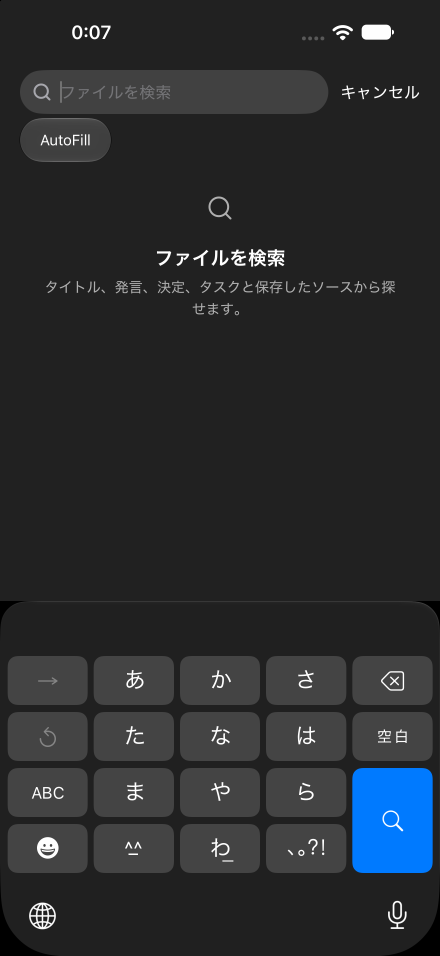 0:07
ファイルを検索
キャンセル
AutoFill
ファイルを検索
タイトル、発言、決定、タスクと保存したソースから探
せます。
→
あ
か
さ
た
な
は
空白
ABC
ま
や
ら
^^
わ_
、。?!